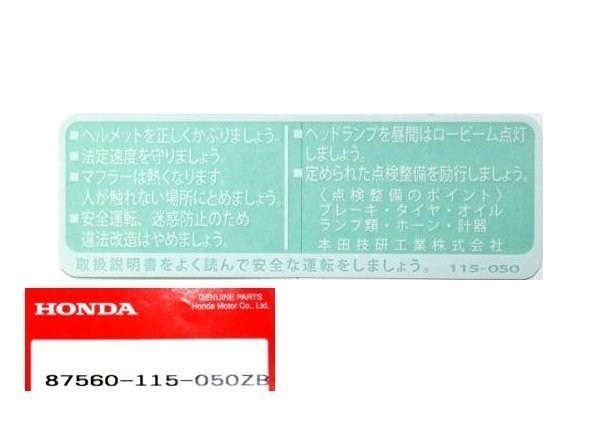 ■ヘルメットを正しくかぶりましょう。
■法定速度を守りましょう。
■マフラーは熱くなります。
人が触れない場所にとめましょう。
■安全運転、迷惑防止のため
違法改造はやめましょう。
■ヘッドランプを昼間はロービーム点灯
しましょう。
■定められた点検整備を励行しましょう。
〈点検整備のポイント〉
ブレーキ・タイヤ・オイル
ランプ類・ホーン・計器
本田技研工業株式会社
取扱説明書をよく読んで安全な運転をしましょう。 115-050
HONDA
GENUINE PARTS
Honda Motor Co., Ltd.
87560-115-050ZB